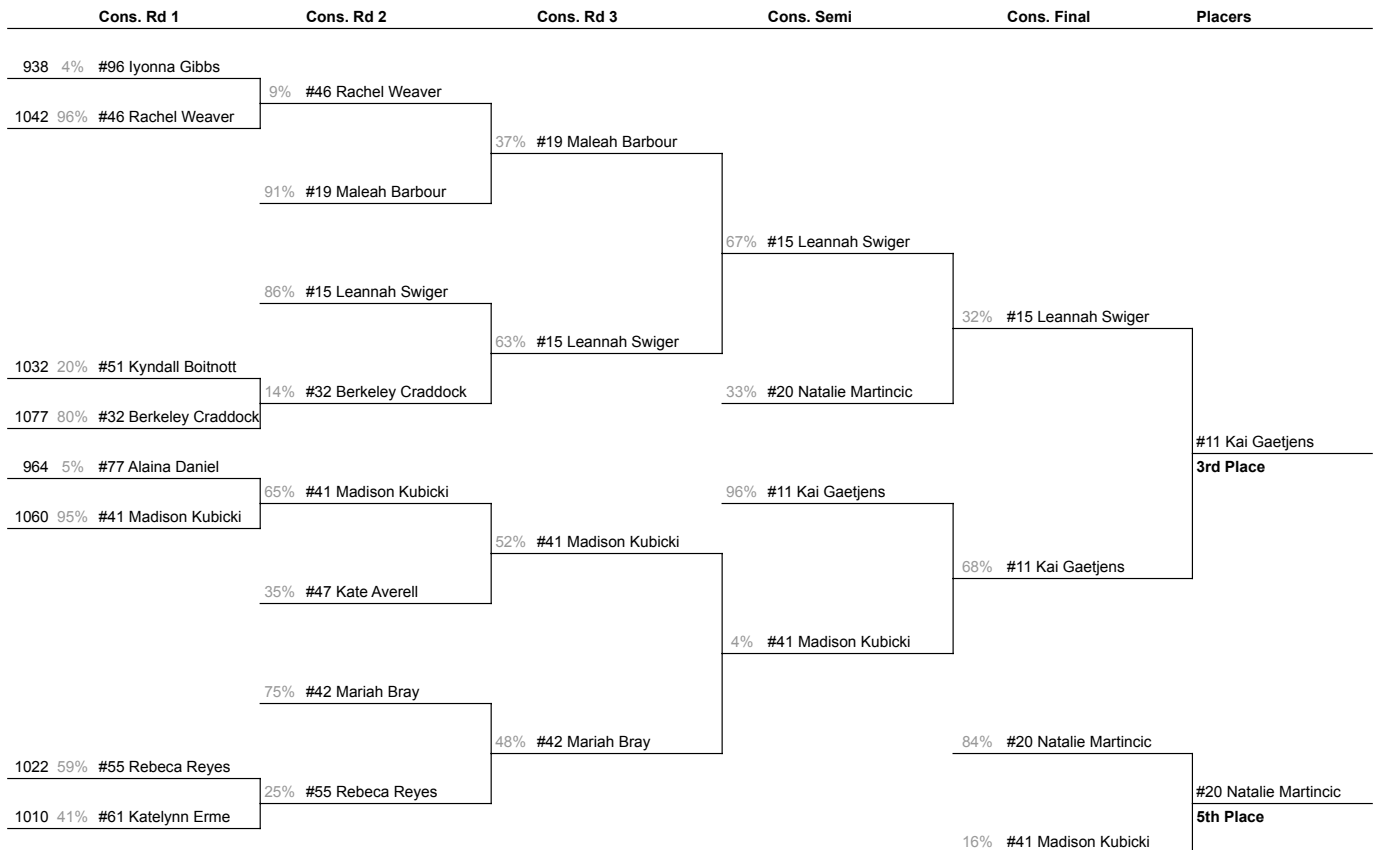 Cons. Rd 1 Cons. Rd 2 Cons. Rd 3 Cons. Semi Cons. Final Placers
938 4% #96 Iyonna Gibbs
9% #46 Rachel Weaver
1042 96% #46 Rachel Weaver
37% #19 Maleah Barbour
91% #19 Maleah Barbour
67% #15 Leannah Swiger
86% #15 Leannah Swiger
32% #15 Leannah Swiger
63% #15 Leannah Swiger
1032 20% #51 Kyndall Boitnott
14% #32 Berkeley Craddock
33% #20 Natalie Martincic
1077 80% #32 Berkeley Craddock
#11 Kai Gaetjens
964 5% #77 Alaina Daniel
3rd Place
65% #41 Madison Kubicki
96% #11 Kai Gaetjens
1060 95% #41 Madison Kubicki
52% #41 Madison Kubicki
68% #11 Kai Gaetjens
35% #47 Kate Averell
4% #41 Madison Kubicki
75% #42 Mariah Bray
48% #42 Mariah Bray
84% #20 Natalie Martincic
1022 59% #55 Rebeca Reyes
25% #55 Rebeca Reyes
#20 Natalie Martincic
1010 41% #61 Katelynn Erme
5th Place
16% #41 Madison Kubicki